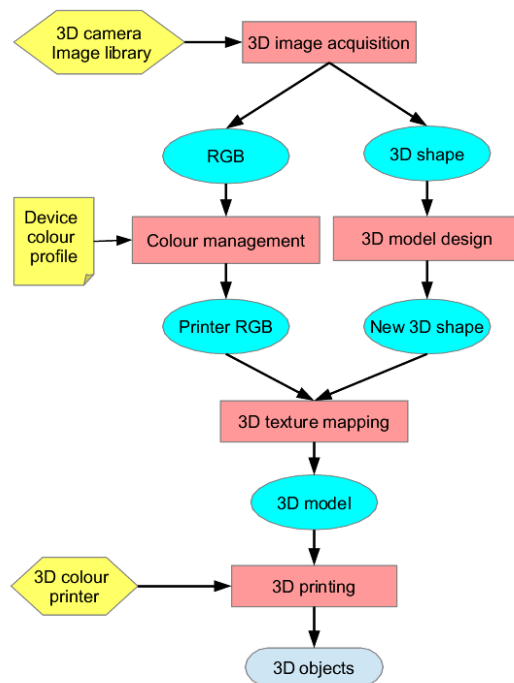 3D camera
Image library
3D image acquisition
RGB
3D shape
Device
colour
profile
Colour management
3D model design
Printer RGB
New 3D shape
3D texture mapping
3D model
3D colour
printer
3D printing
3D objects